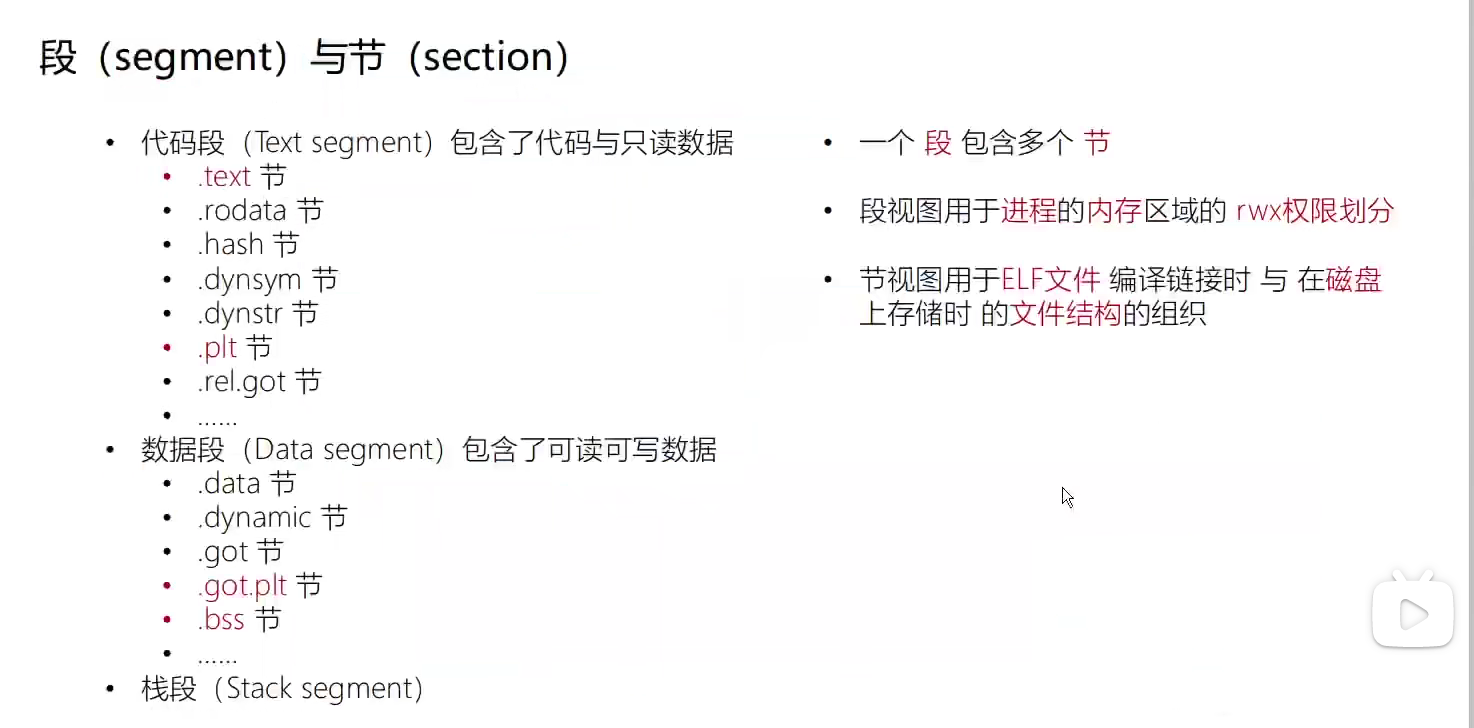 段（segment）与节（section）
• 代码段（Text segment）包含了代码与只读数据
• .text 节
• .rodata 节
• .hash 节
• .dynsym 节
• .dynstr 节
• .plt 节
• .rel.got 节
• ......
• 数据段（Data segment）包含了可读可写数据
• .data 节
• .dynamic 节
• .got 节
• .got.plt 节
• .bss 节
• ......
• 栈段（Stack segment）
• 一个 段 包含多个 节
• 段视图用于进程的内存区域的 rwx权限划分
• 节视图用于ELF文件 编译链接时 与 在磁盘
上存储时 的文件结构的组织